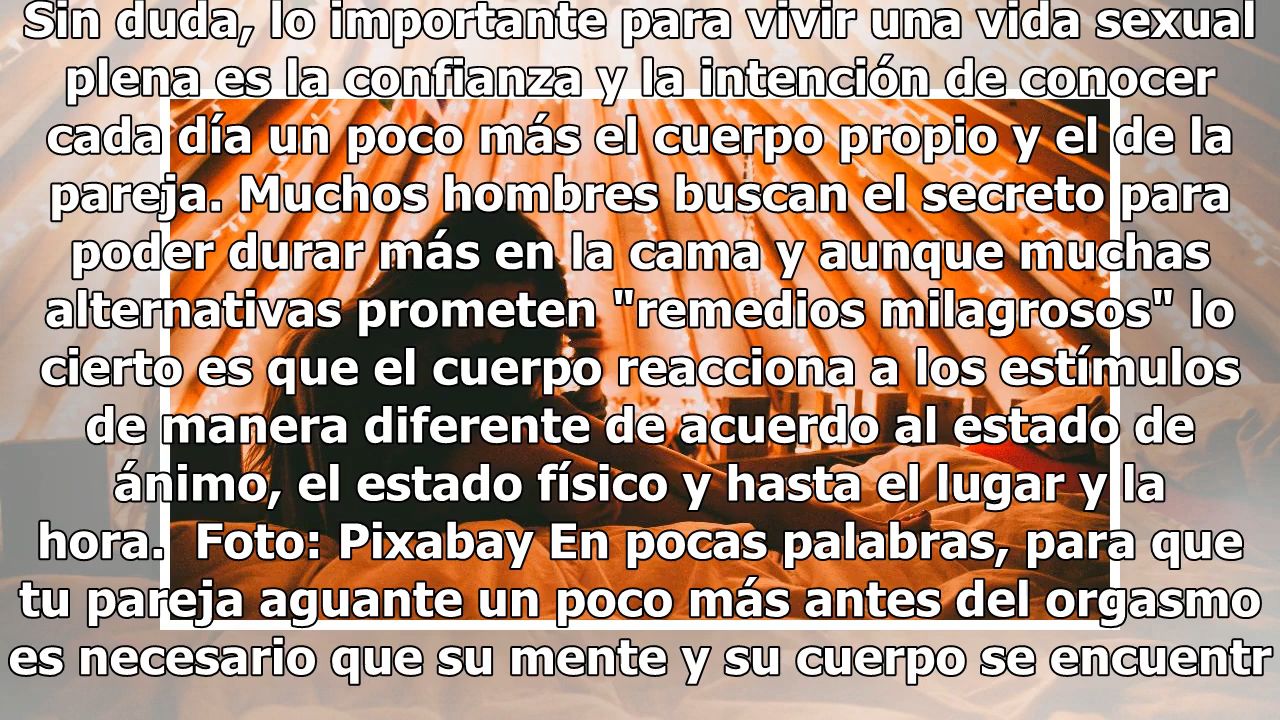 Sin duda, lo importante para vivir una vida sexual
plena es la confianza y la intención de conocer
cada día un poco más el cuerpo propio y el de la
pareja. Muchos hombres buscan el secreto para
poder durar más en la cama y aunque muchas
alternativas prometen "remedios milagrosos" lo
cierto es que el cuerpo reacciona a los estímulos
de manera diferente de acuerdo al estado de
ánimo, el estado físico y hasta el lugar y la
hora.  Foto: Pixabay En pocas palabras, para que
tu pareja aguante un poco más antes del orgasmo
es necesario que su mente y su cuerpo se encuentr